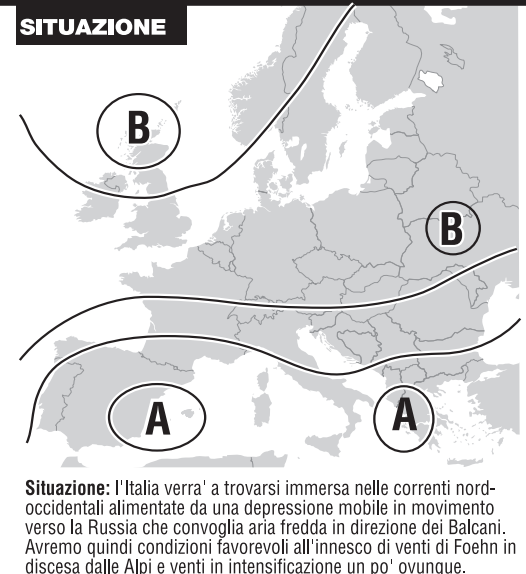 SITUAZIONE
B
B
A
A
Situazione: l'Italia verra' a trovarsi immersa nelle correnti nord-
occidentali alimentate da una depressione mobile in movimento
verso la Russia che convoglia aria fredda in direzione dei Balcani.
Avremo quindi condizioni favorevoli all'innesco di venti di Foehn in
discesa dalle Alpi e venti in intensificazione un po' ovunque.